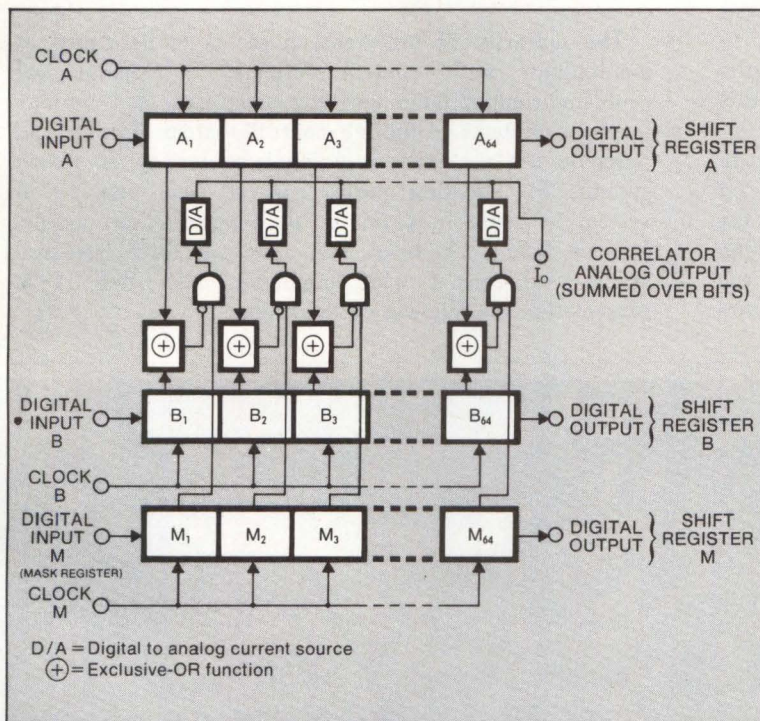 CLOCK
A
DIGITAL
INPUT
A
A₁ A₂ A₃ A₆₄
DIGITAL
OUTPUT
SHIFT
REGISTER
A
D/A D/A D/A D/A
I₀
CORRELATOR
ANALOG OUTPUT
(SUMMED OVER BITS)
+ + + +
DIGITAL
INPUT
B
B₁ B₂ B₃ B₆₄
DIGITAL
OUTPUT
SHIFT
REGISTER
B
CLOCK
B
DIGITAL
INPUT
M
(MASK REGISTER)
M₁ M₂ M₃ M₆₄
DIGITAL
OUTPUT
SHIFT
REGISTER
M
CLOCK
M
D/A = Digital to analog current source
⊕ = Exclusive-OR function